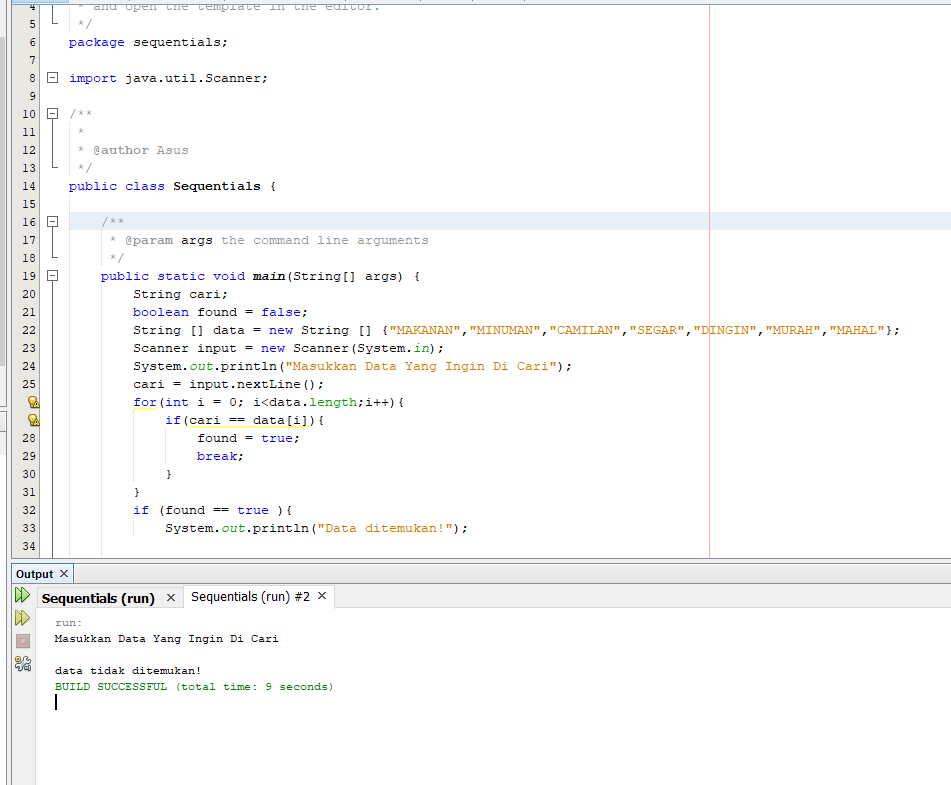 4 * and open the template in the editor.
5 */
6 package sequentials;
7
8 import java.util.Scanner;
9
10 /**
11 *
12 * @author Asus
13 */
14 public class Sequentials {
15
16 /**
17 * @param args the command line arguments
18 */
19 public static void main(String[] args) {
20 String cari;
21 boolean found = false;
22 String [] data = new String [] {"MAKANAN","MINUMAN","CAMILAN","SEGAR","DINGIN","MURAH","MAHAL"};
23 Scanner input = new Scanner(System.in);
24 System.out.println("Masukkan Data Yang Ingin Di Cari");
25 cari = input.nextLine();
for(int i = 0; i<data.length;i++){
if(cari == data[i]){
28 found = true;
29 break;
30 }
31 }
32 if (found == true ){
33 System.out.println("Data ditemukan!");
34
Output
Sequentials (run) Sequentials (run) #2
run:
Masukkan Data Yang Ingin Di Cari
data tidak ditemukan!
BUILD SUCCESSFUL (total time: 9 seconds)